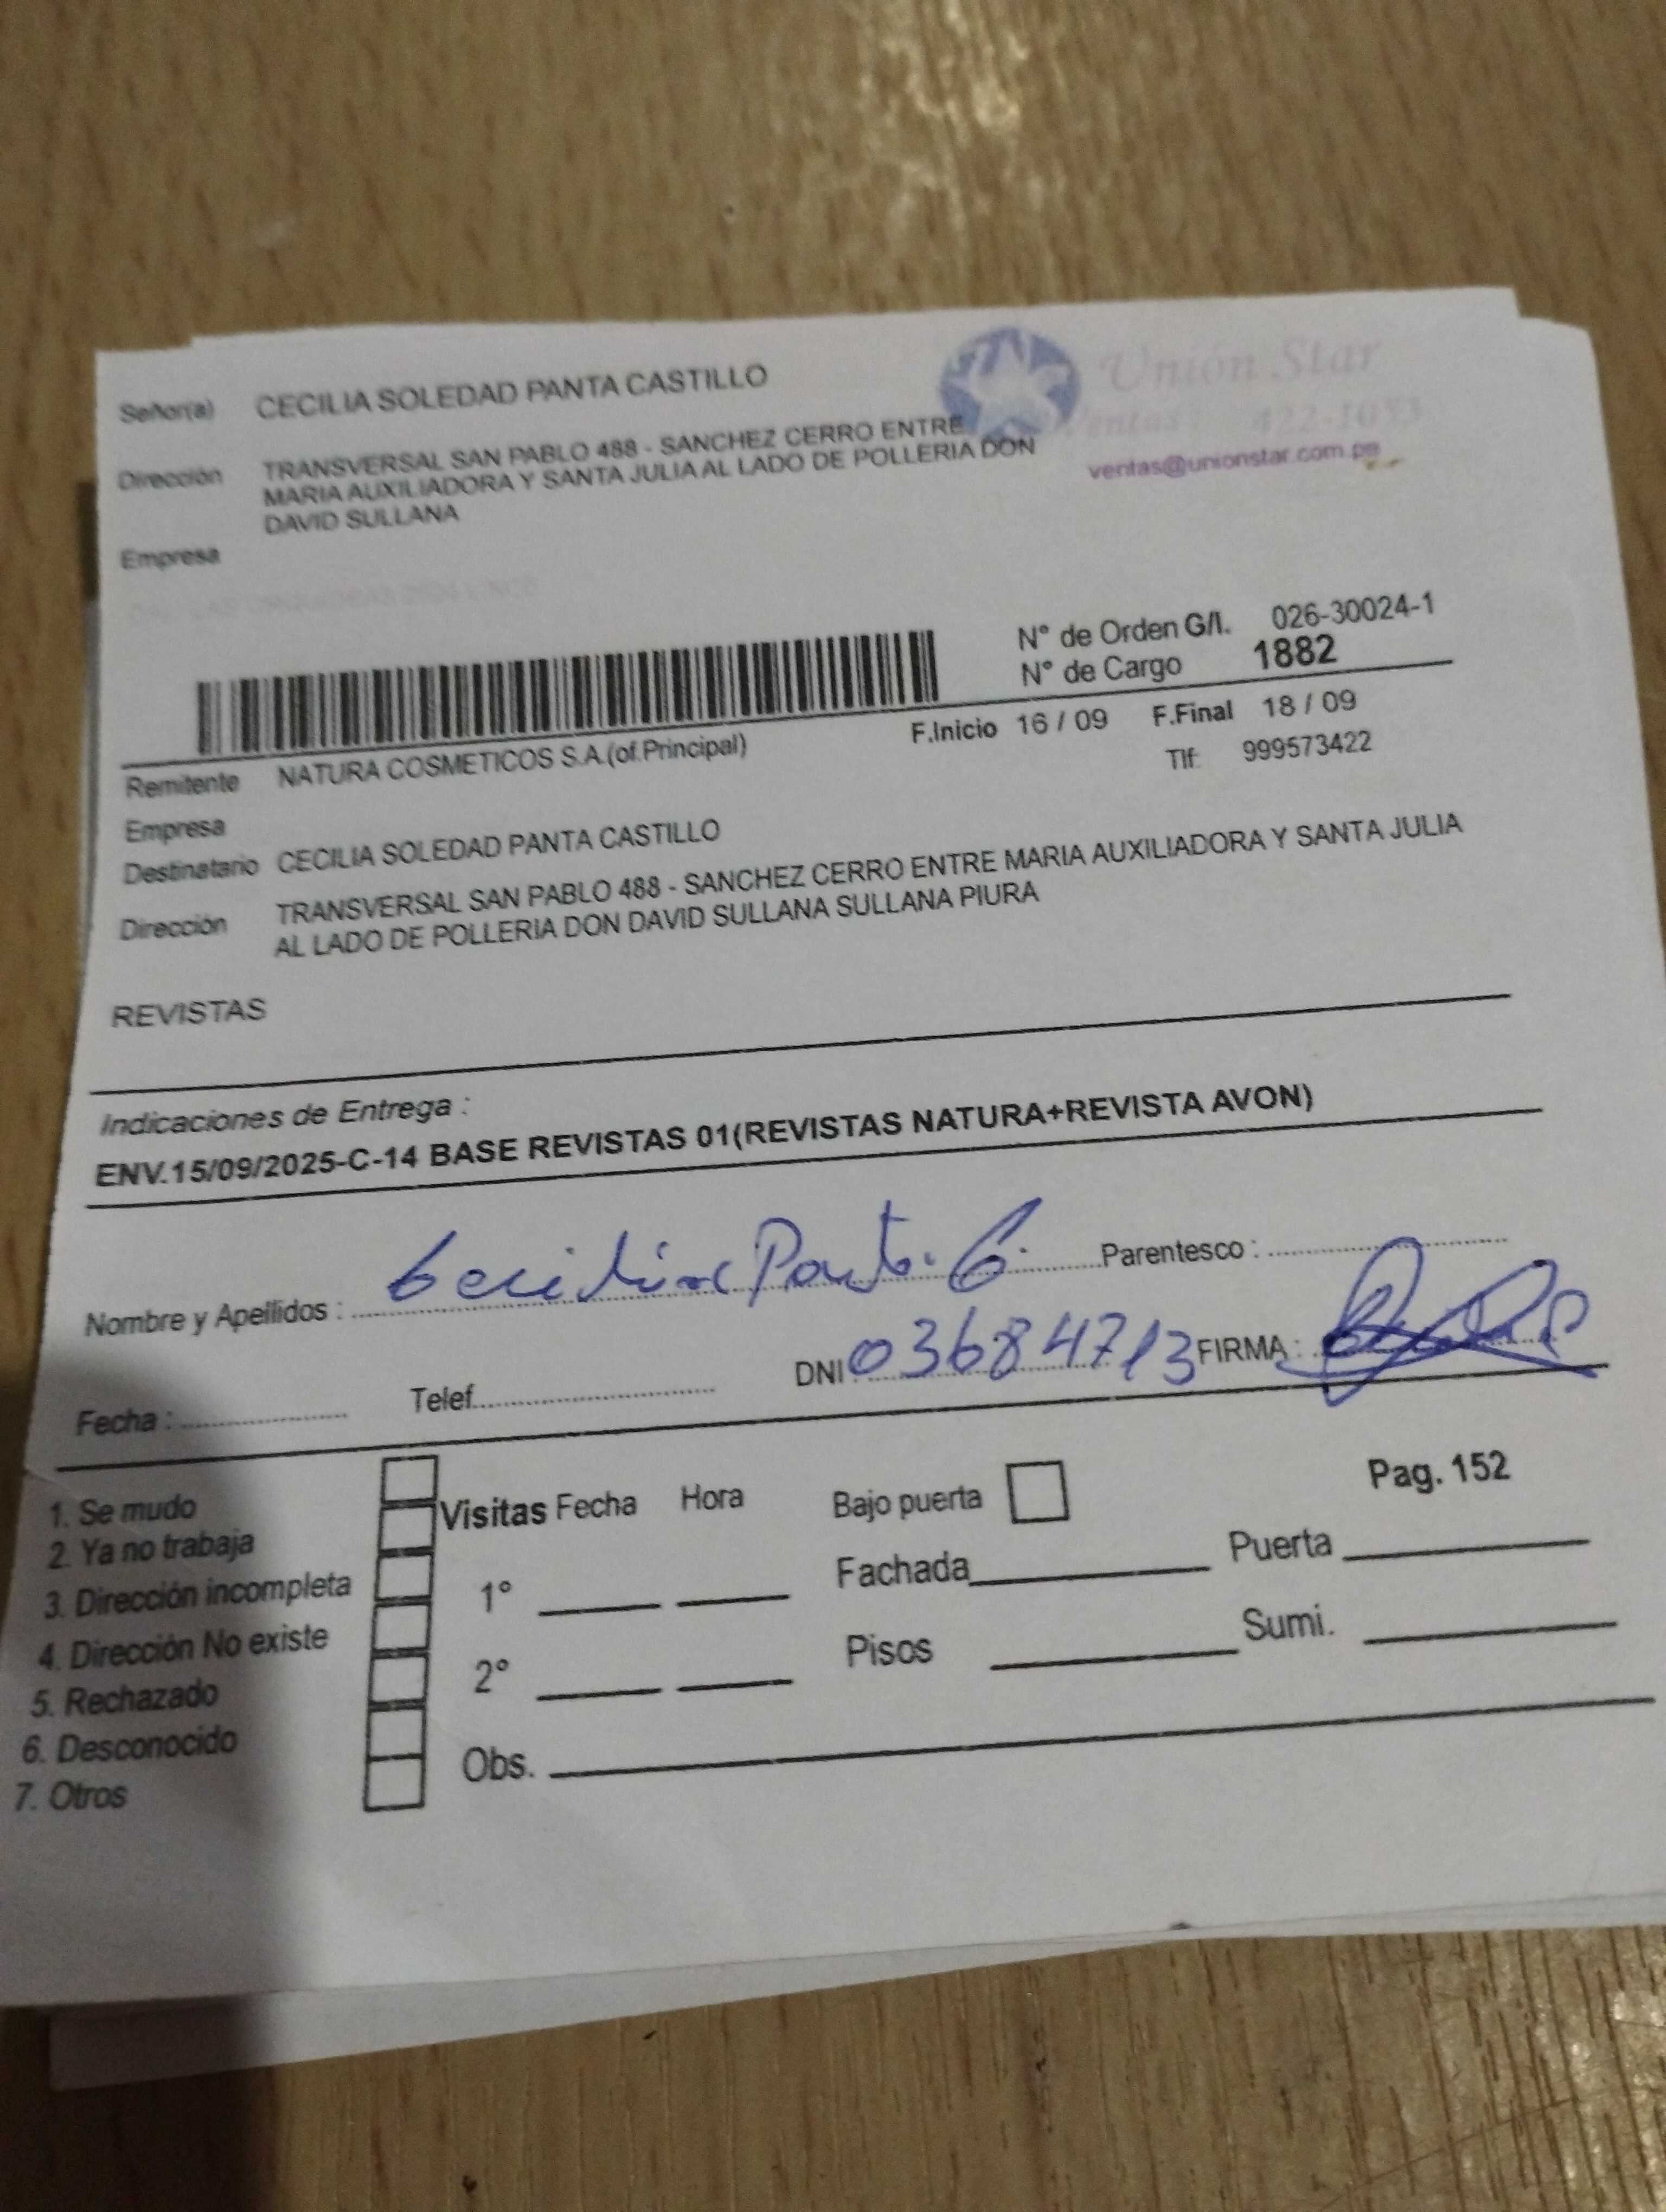 Señor(a) CECILIA SOLEDAD PANTA CASTILLO
Unión Star
Ventas: 422-1033
ventas@unionstar.com.pe
Dirección TRANSVERSAL SAN PABLO 488 - SANCHEZ CERRO ENTRE
MARIA AUXILIADORA Y SANTA JULIA AL LADO DE POLLERIA DON
DAVID SULLANA
Empresa
N° de Orden G/I. 026-30024-1
N° de Cargo 1882
F.Inicio 16 / 09 F.Final 18 / 09
Remitente NATURA COSMETICOS S.A.(of.Principal) Tlf: 999573422
Empresa
Destinatario CECILIA SOLEDAD PANTA CASTILLO
Dirección TRANSVERSAL SAN PABLO 488 - SANCHEZ CERRO ENTRE MARIA AUXILIADORA Y SANTA JULIA
AL LADO DE POLLERIA DON DAVID SULLANA SULLANA PIURA
REVISTAS
Indicaciones de Entrega :
ENV.15/09/2025-C-14 BASE REVISTAS 01(REVISTAS NATURA+REVISTA AVON)
Nombre y Apellidos : Cecilia Panta. C. Parentesco :
Fecha : Telef. DNI 03684713 FIRMA :
1. Se mudo
2. Ya no trabaja
3. Dirección incompleta
4. Dirección No existe
5. Rechazado
6. Desconocido
7. Otros
Visitas Fecha Hora
1°
2°
Obs.
Bajo puerta Pag. 152
Fachada Puerta
Pisos Sumi.